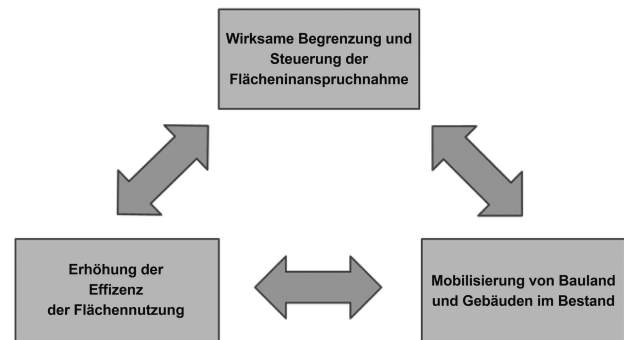 Wirksame Begrenzung und
Steuerung der
Flächeninanspruchnahme
Erhöhung der
Effizenz
der Flächennutzung
Mobilisierung von Bauland
und Gebäuden im Bestand